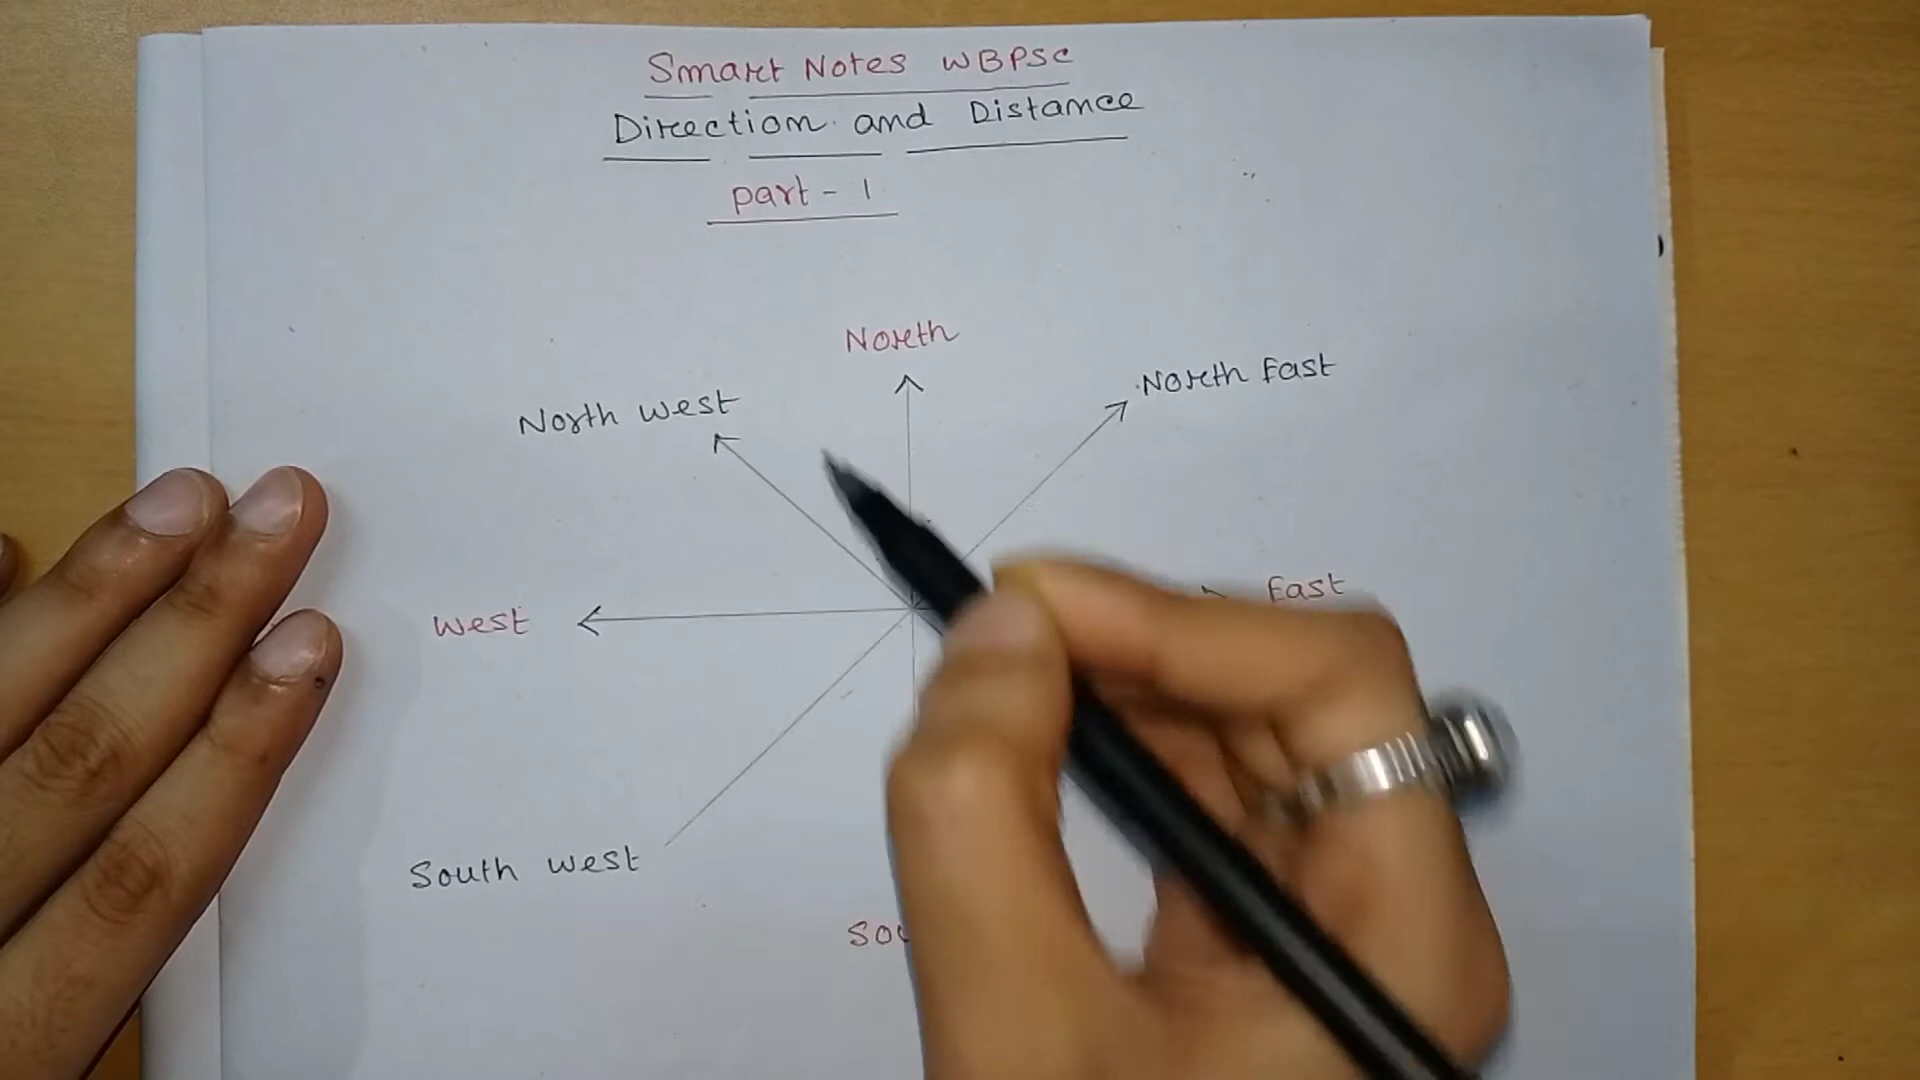 Smart Notes WBPSC
Direction and Distance
part - 1
North
North East
North west
East
west
South west